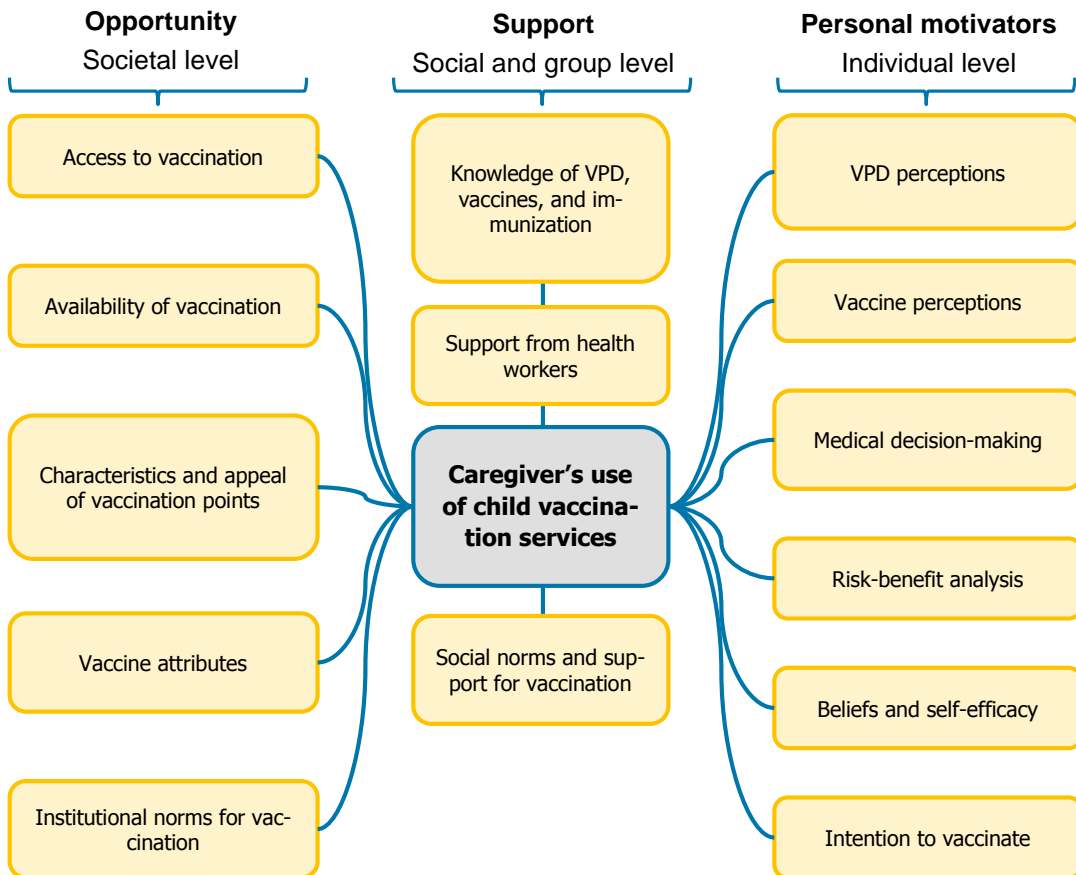 Opportunity
Societal level
Access to vaccination
Availability of vaccination
Characteristics and appeal
of vaccination points
Vaccine attributes
Institutional norms for vac-
cination
Support
Social and group level
Knowledge of VPD,
vaccines, and im-
munization
Support from health
workers
Caregiver’s use
of child vaccina-
tion services
Social norms and sup-
port for vaccination
Personal motivators
Individual level
VPD perceptions
Vaccine perceptions
Medical decision-making
Risk-benefit analysis
Beliefs and self-efficacy
Intention to vaccinate